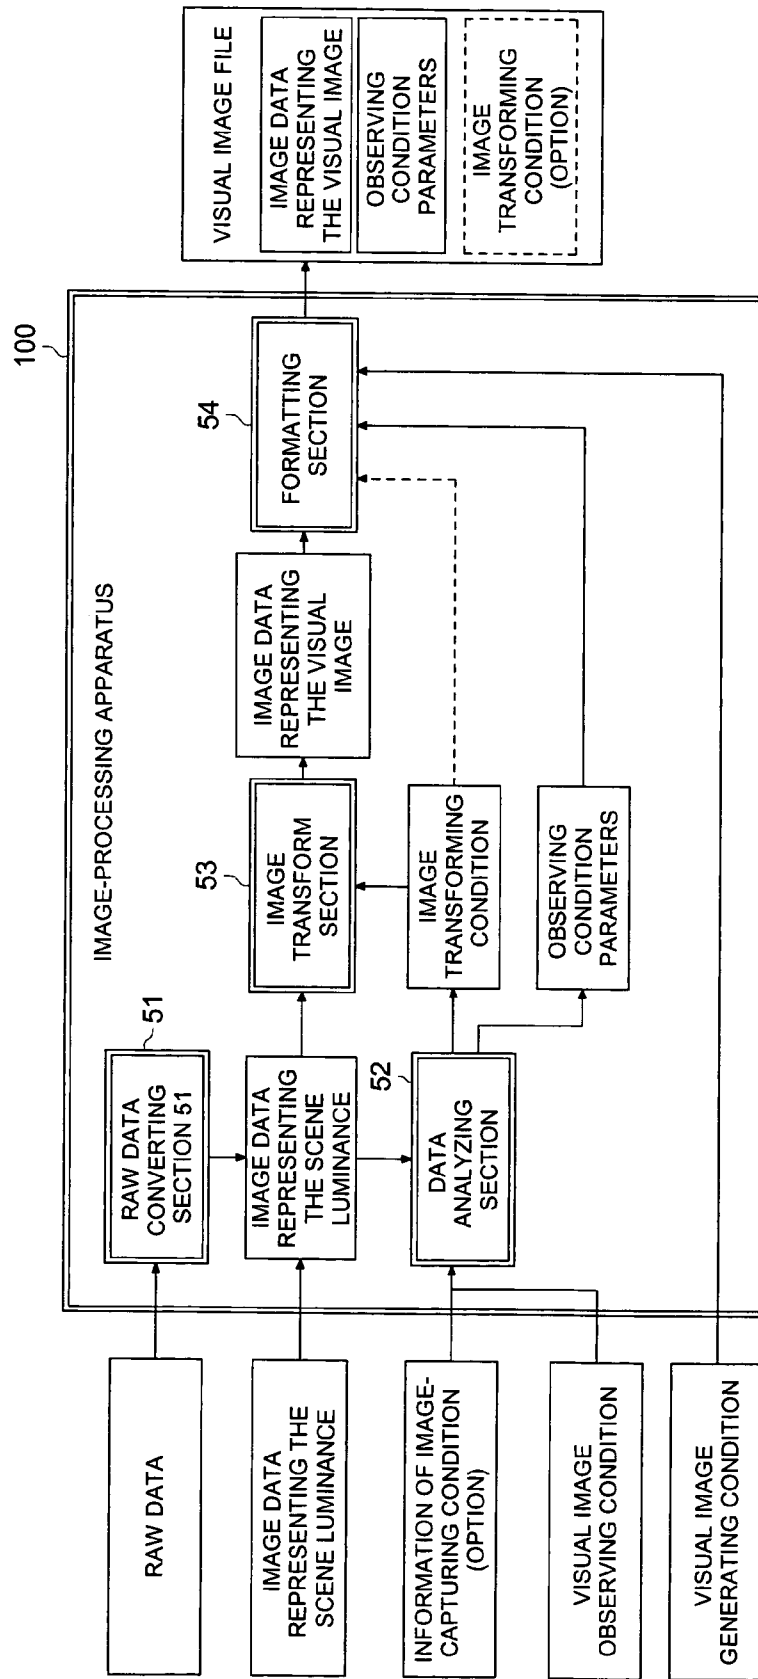 100
IMAGE-PROCESSING APPARATUS
RAW DATA
IMAGE DATA
REPRESENTING THE
SCENE LUMINANCE
INFORMATION OF IMAGE-
CAPTURING CONDITION
(OPTION)
VISUAL IMAGE
OBSERVING CONDITION
VISUAL IMAGE
GENERATING CONDITION
51
RAW DATA
CONVERTING
SECTION 51
IMAGE DATA
REPRESENTING
THE SCENE
LUMINANCE
52
DATA
ANALYZING
SECTION
53
IMAGE
TRANSFORM
SECTION
IMAGE
TRANSFORMING
CONDITION
OBSERVING
CONDITION
PARAMETERS
IMAGE DATA
REPRESENTING
THE VISUAL
IMAGE
54
FORMATTING
SECTION
VISUAL IMAGE FILE
IMAGE DATA
REPRESENTING
THE VISUAL IMAGE
OBSERVING
CONDITION
PARAMETERS
IMAGE
TRANSFORMING
CONDITION
(OPTION)